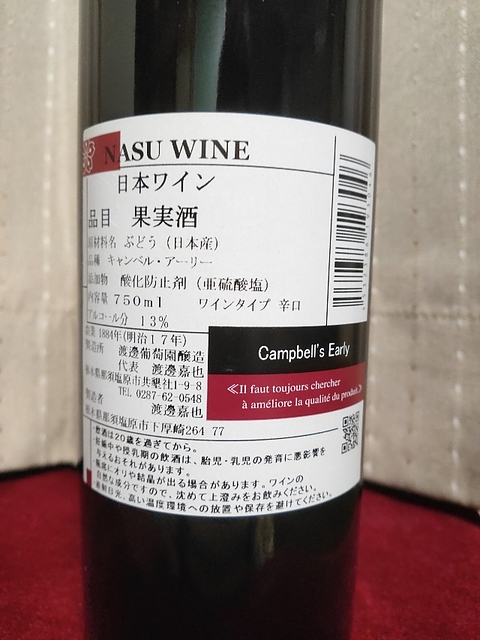 NASU WINE
日本ワイン
品目 果実酒
原材料名 ぶどう (日本産)
品種 キャンベル・アーリー
添加物 酸化防止剤 (亜硫酸塩)
内容量 750ml ワインタイプ 辛口
アルコール分 13%
創業 1884年(明治17年)
製造所 渡邊葡萄園醸造
代表 渡邊嘉也
栃木県那須塩原市共墾社1-9-8
TEL 0287-62-0548
製造者 渡邊嘉也
栃木県那須塩原市下厚崎264-77
Campbell's Early
≪Il faut toujours chercher
à améliore la qualité du produit.≫
・飲酒は20歳を過ぎてから。
・妊娠中や授乳期の飲酒は、胎児・乳児の発育に悪影響を
与えるおそれがあります。
・瓶底にオリや結晶が出る場合があります。ワインの
自然な成分ですので、沈めて上澄みをお飲みください。
・直射日光、高い温度環境への放置や保存を避けてください。